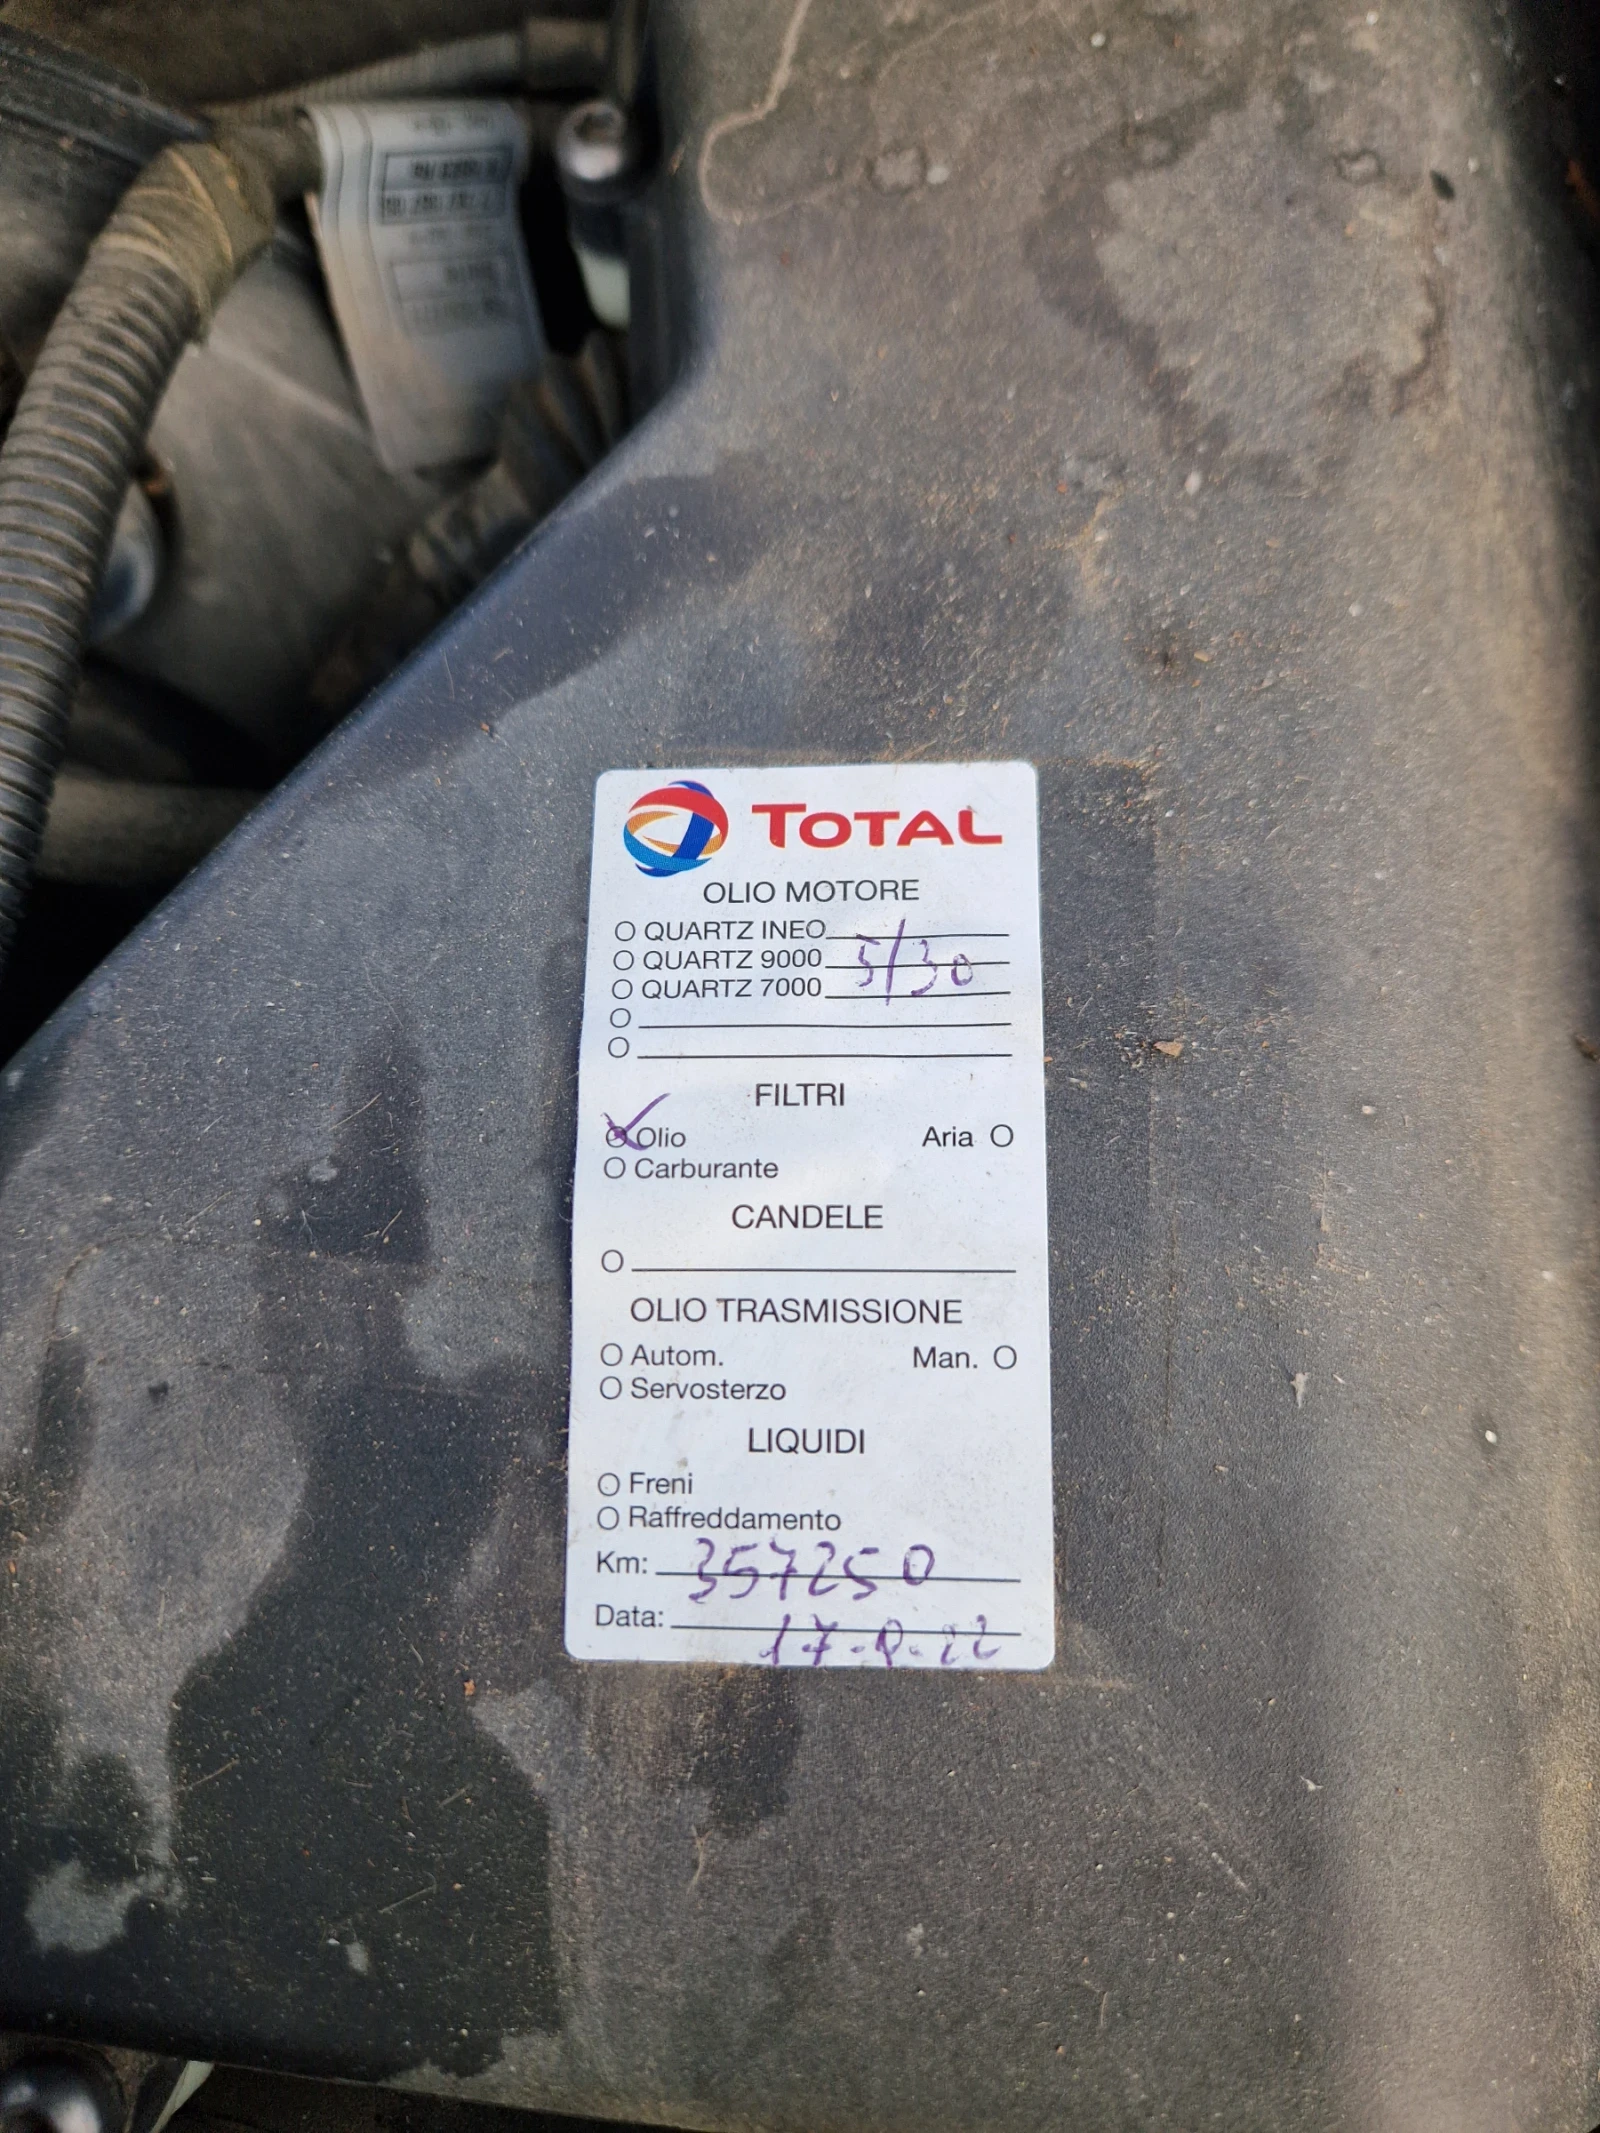 TOTAL
OLIO MOTORE
QUARTZ INEO
QUARTZ 9000 5/30
QUARTZ 7000
FILTRI
Olio Aria
Carburante
CANDELE
OLIO TRASMISSIONE
Autom. Man.
Servosterzo
LIQUIDI
Freni
Raffreddamento
Km: 357250
Data: